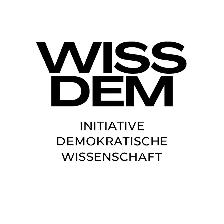 WISS
DEM
INITIATIVE
DEMOKRATISCHE
WISSENSCHAFT